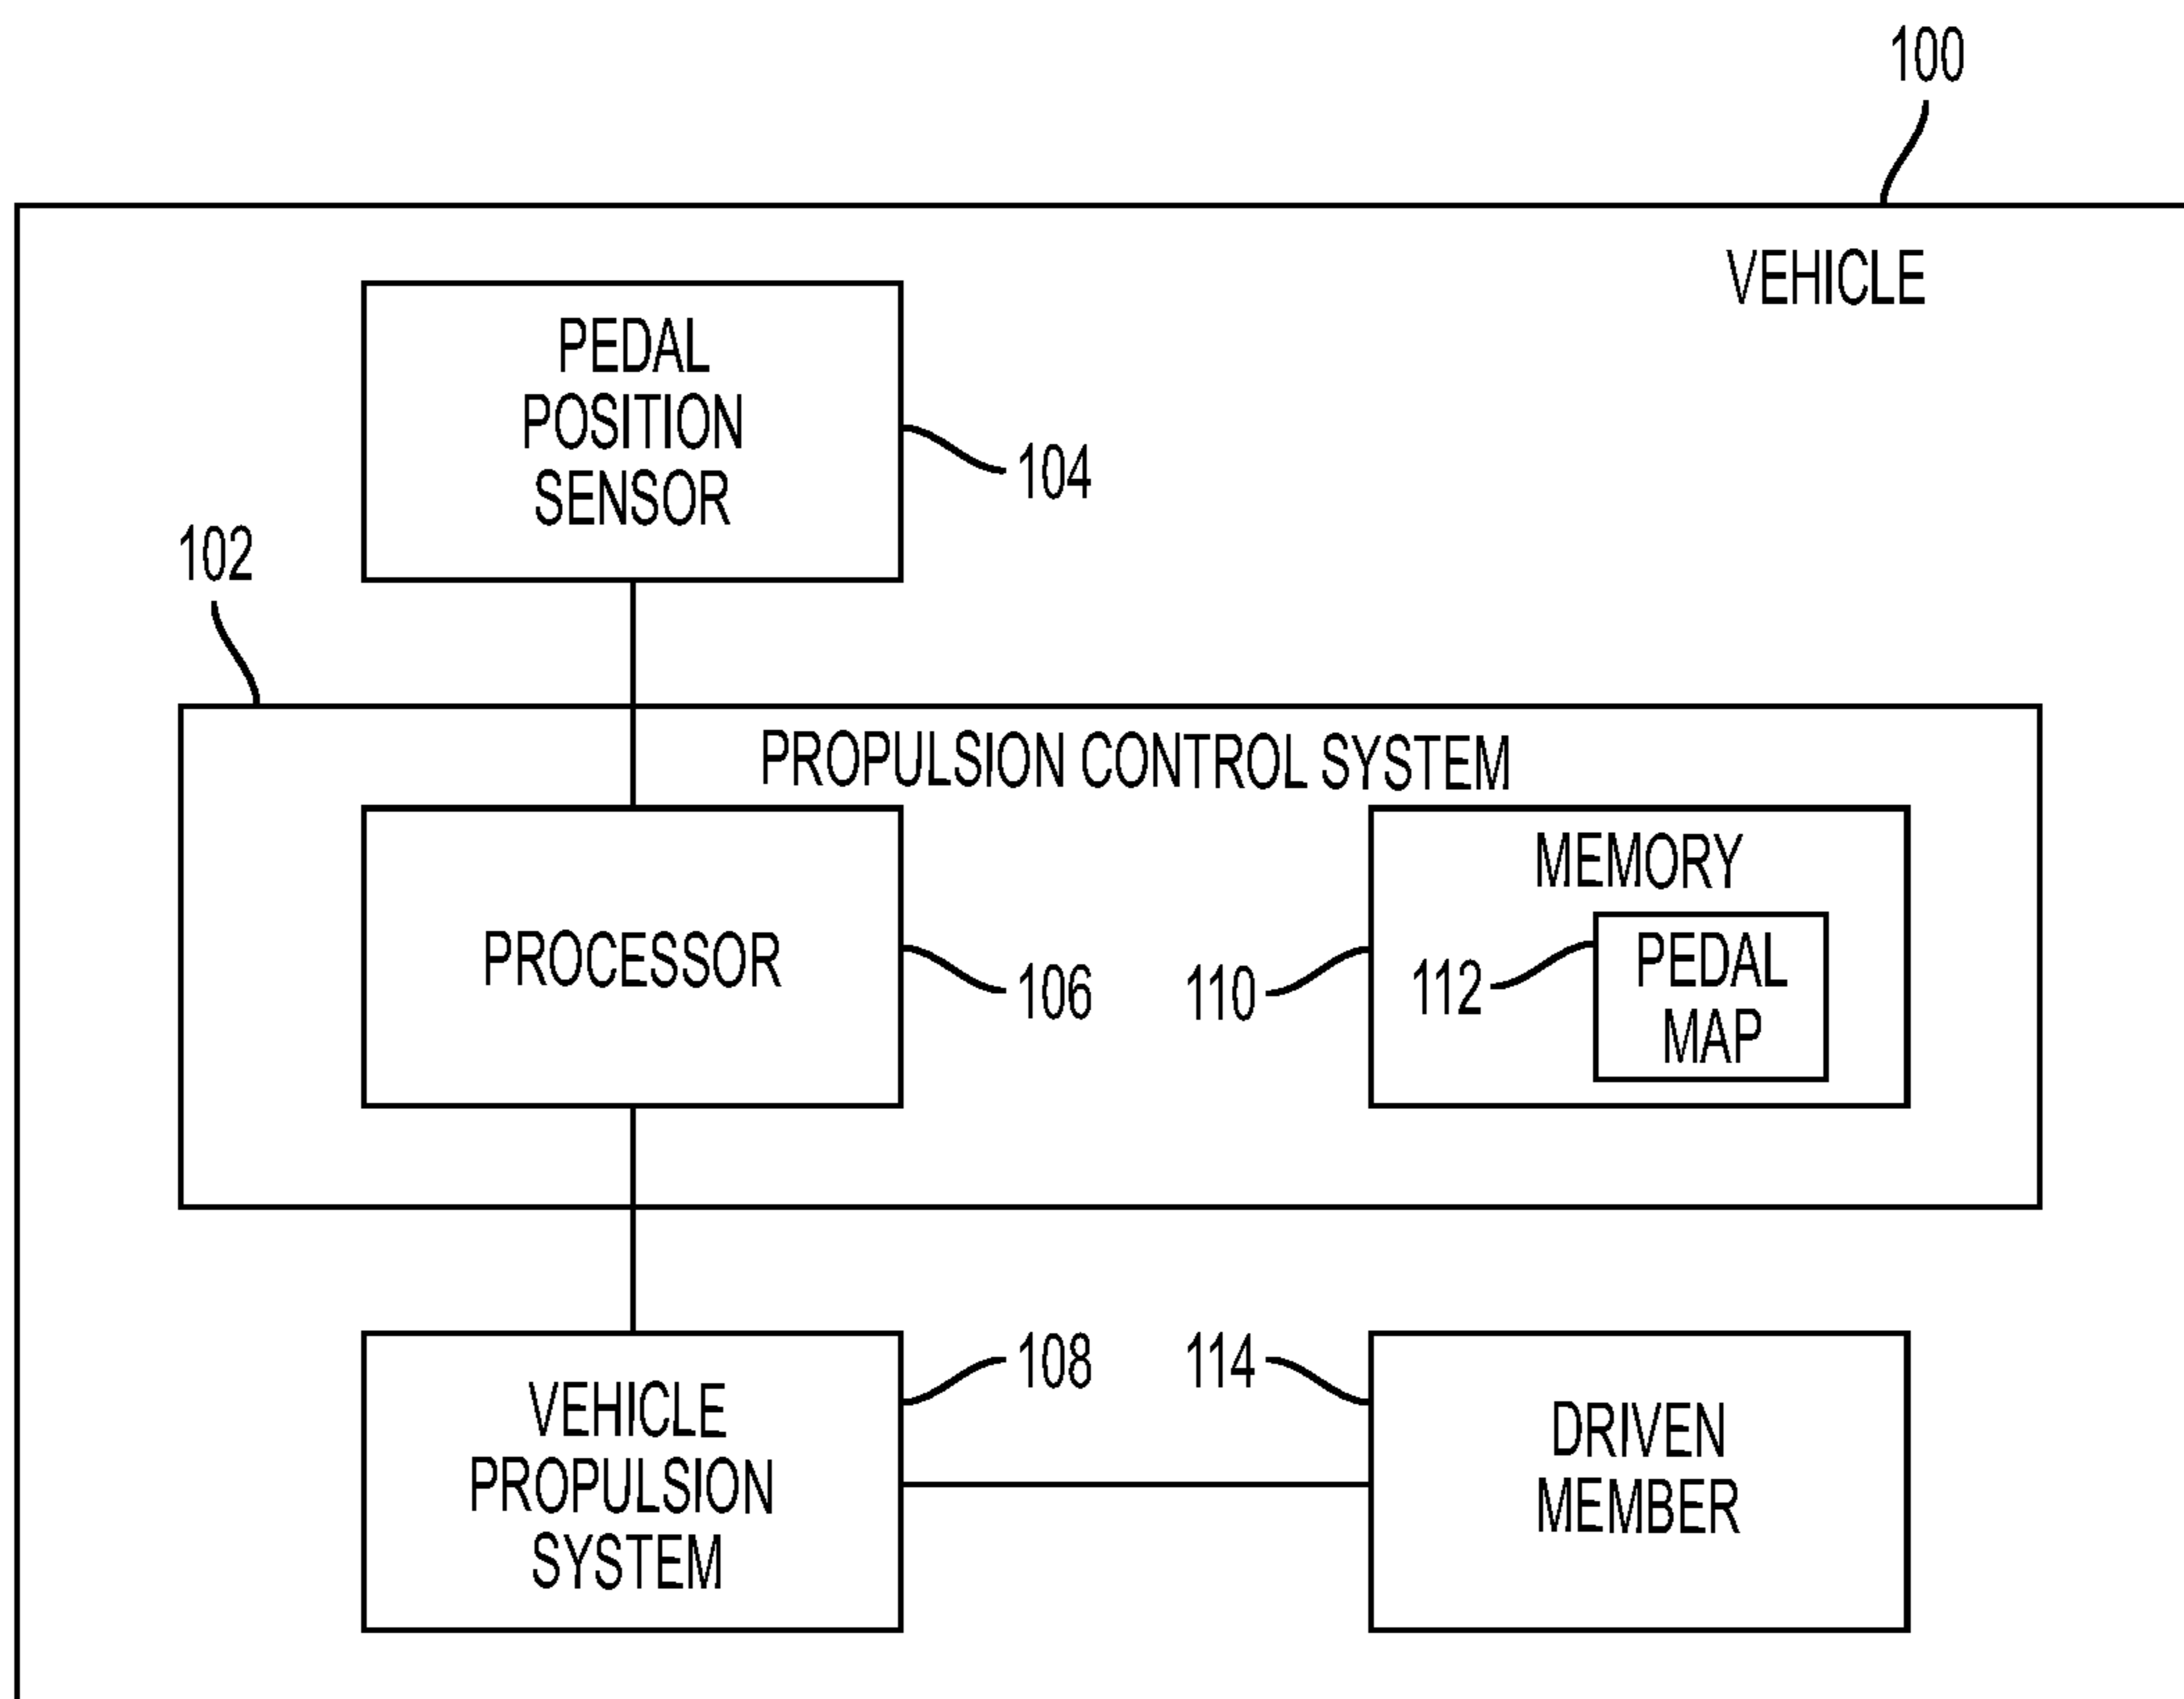 100
VEHICLE
PEDAL
POSITION
SENSOR
104
102
PROPULSION CONTROL SYSTEM
PROCESSOR
106
110
MEMORY
112
PEDAL
MAP
VEHICLE
PROPULSION
SYSTEM
108
114
DRIVEN
MEMBER